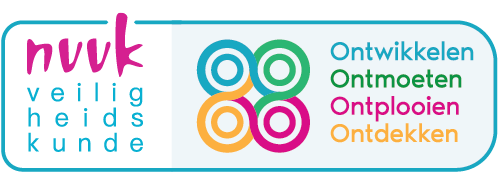 nvvk
veilig
heids
kunde
Ontwikkelen
Ontmoeten
Ontplooien
Ontdekken